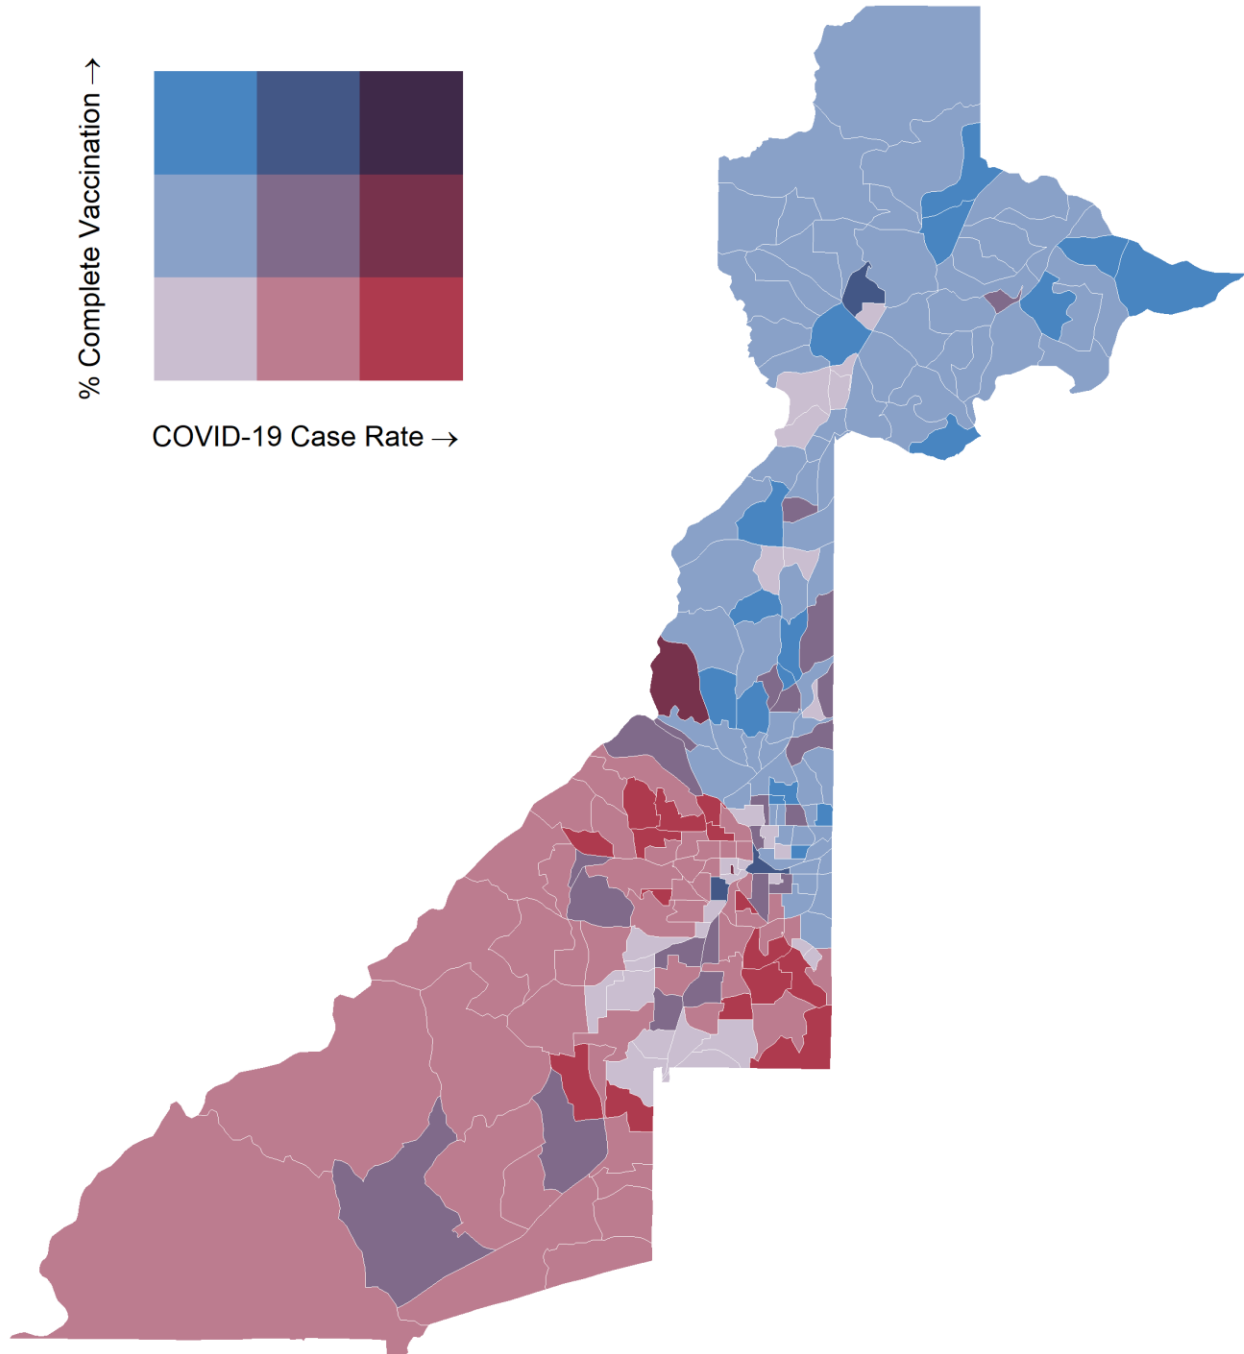 % Complete Vaccination →
COVID-19 Case Rate →